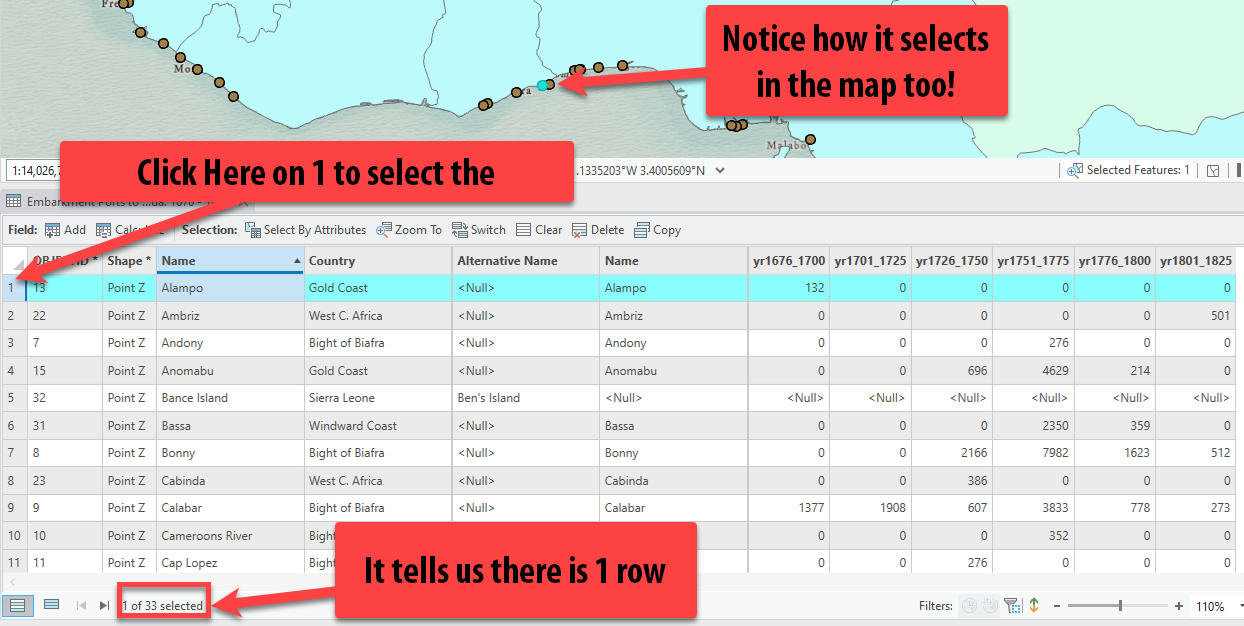 Fre
Notice how it selects
in the map too!
Mo
ra
Malabo
Click Here on 1 to select the
1:14,026,
.1335203°W 3.4005609°N
Selected Features: 1
Embarkment Ports to
Field: Add Selection: Select By Attributes Zoom To Switch Clear Delete Copy
Shape * Name Country Alternative Name Name yr1676_1700 yr1701_1725 yr1726_1750 yr1751_1775 yr1776_1800 yr1801_1825
1 13 Point Z Alampo Gold Coast <Null> Alampo 132 0 0 0 0 0
2 22 Point Z Ambriz West C. Africa <Null> Ambriz 0 0 0 0 0 501
3 7 Point Z Andony Bight of Biafra <Null> Andony 0 0 0 276 0 0
4 15 Point Z Anomabu Gold Coast <Null> Anomabu 0 0 696 4629 214 0
5 32 Point Z Bance Island Sierra Leone Ben's Island <Null> <Null> <Null> <Null> <Null> <Null> <Null>
6 31 Point Z Bassa Windward Coast <Null> Bassa 0 0 0 2350 359 0
7 8 Point Z Bonny Bight of Biafra <Null> Bonny 0 0 2166 7982 1623 512
8 23 Point Z Cabinda West C. Africa <Null> Cabinda 0 0 386 0 0 0
9 9 Point Z Calabar Bight of Biafra <Null> Calabar 1377 1908 607 3833 778 273
10 10 Point Z Cameroons River Bight 0 0 0 352 0 0
11 11 Point Z Cap Lopez Bight 0 0 276 0 0 0
It tells us there is 1 row
1 of 33 selected
Filters:
110%